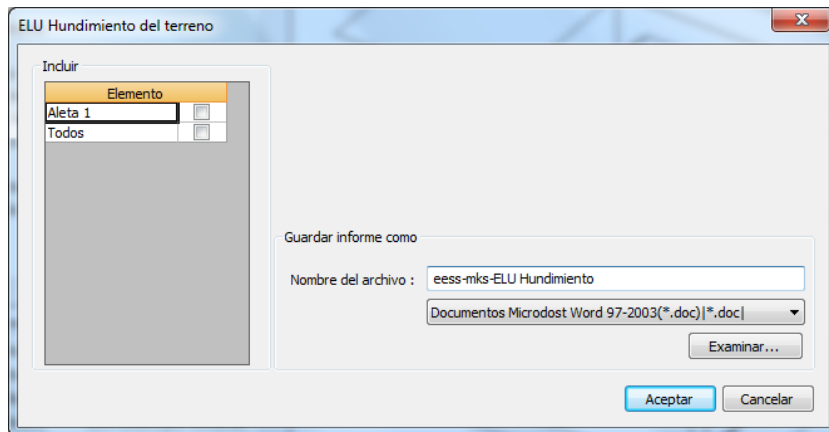 ELU Hundimiento del terreno
Incluir
Elemento
Aleta 1
Todos
Guardar informe como
Nombre del archivo :
eess-mks-ELU Hundimiento
Documentos Microdost Word 97-2003(*.doc)|*.doc|
Examinar...
Aceptar
Cancelar